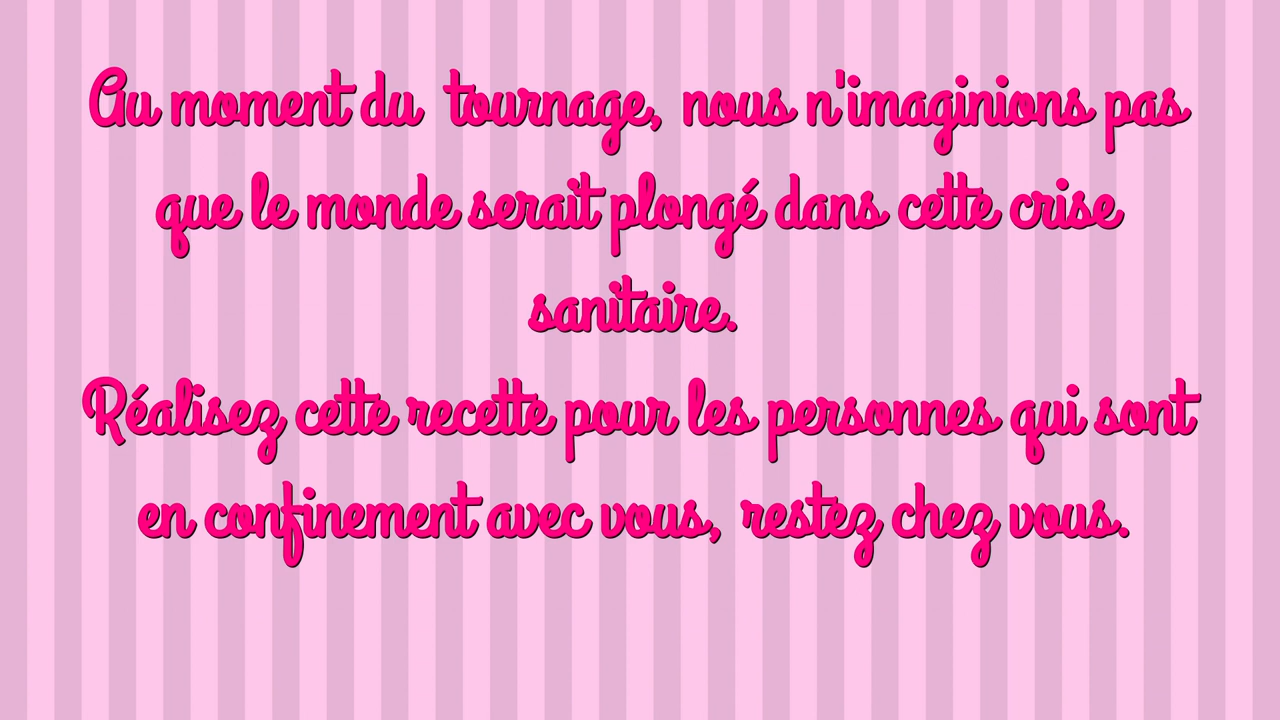 Au moment du tournage, nous n'imaginions pas
que le monde serait plongé dans cette crise
sanitaire.
Réalisez cette recette pour les personnes qui sont
en confinement avec vous, restez chez vous.